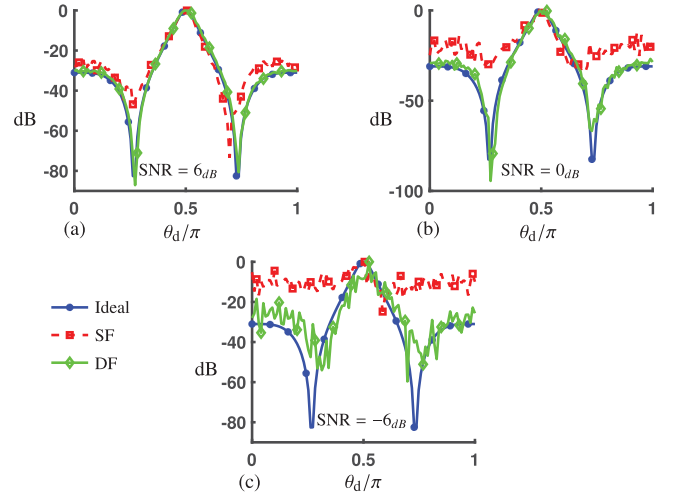 0
-20
-40
-60
-80
dB
SNR = 6dB
0
0.5
1
θd/π
(a)
0
-50
-100
dB
SNR = 0dB
0
0.5
1
θd/π
(b)
Ideal
SF
DF
0
-20
-40
-60
-80
dB
SNR = −6dB
0
0.5
1
θd/π
(c)